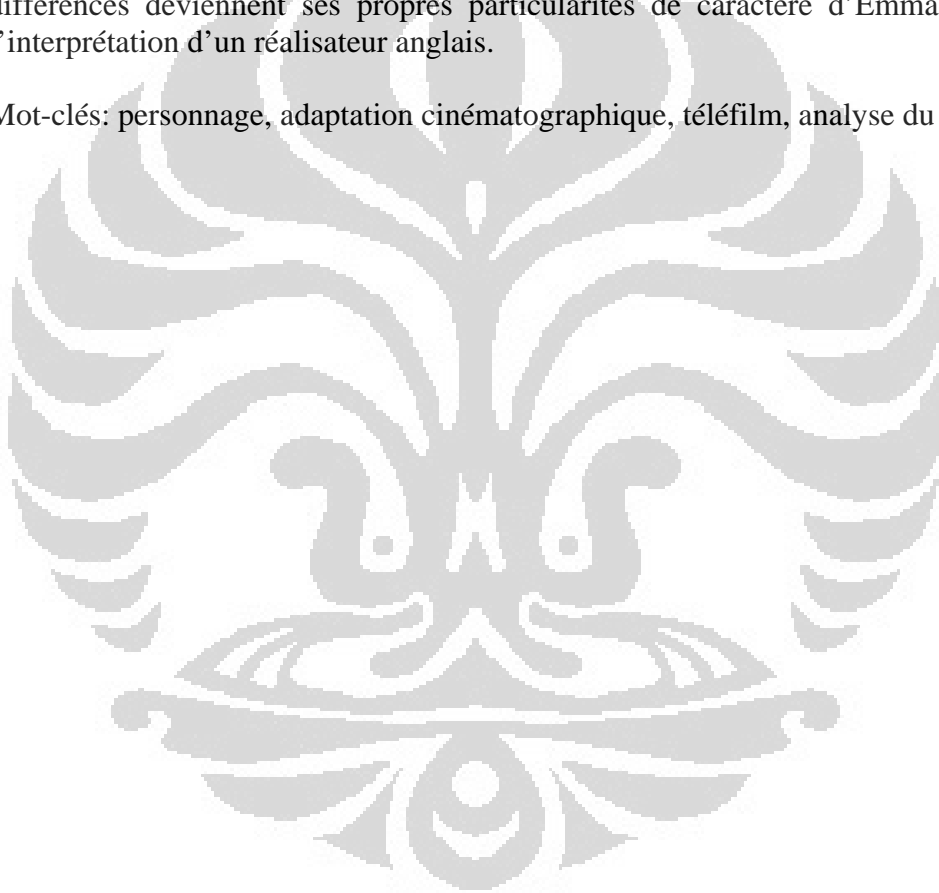 différences deviennent ses propres particularités de caractère d’Emma
l’interprétation d’un réalisateur anglais.
Mot-clés: personnage, adaptation cinématographique, téléfilm, analyse du